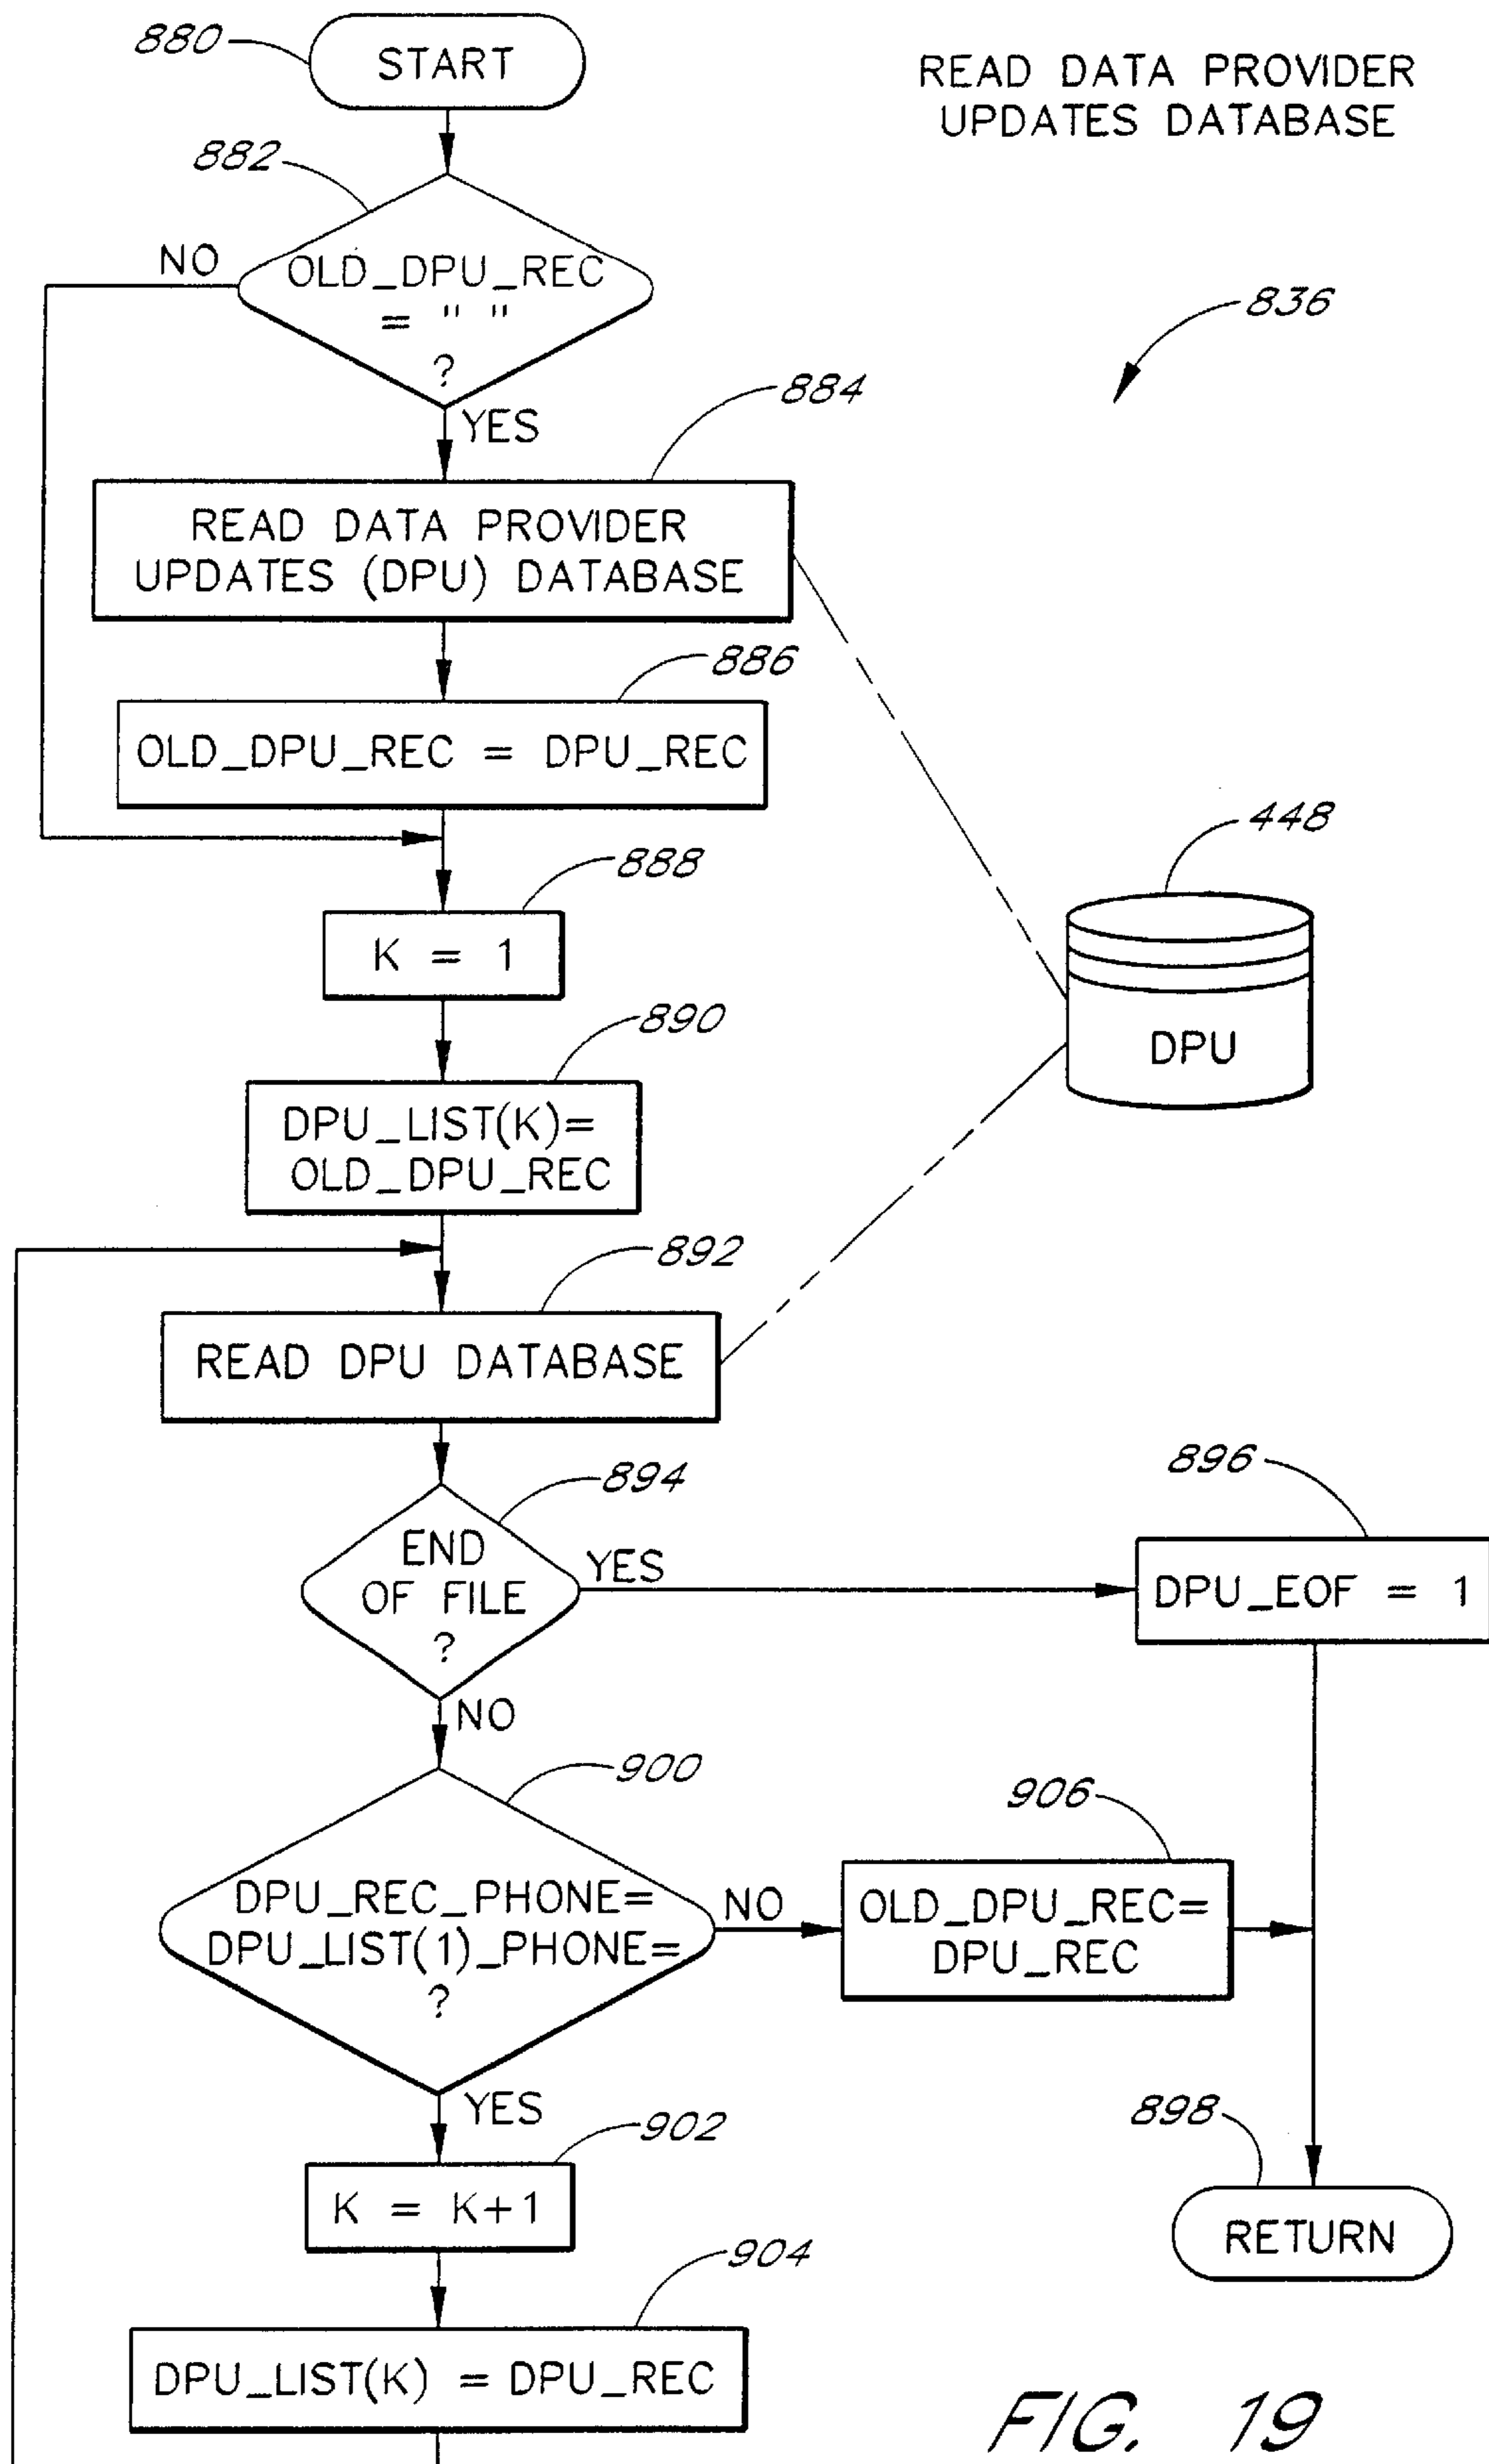 880
START
READ DATA PROVIDER
UPDATES DATABASE
882
NO
OLD_DPU_REC
= " "
?
836
YES
884
READ DATA PROVIDER
UPDATES (DPU) DATABASE
886
OLD_DPU_REC = DPU_REC
448
888
K = 1
DPU
890
DPU_LIST(K)=
OLD_DPU_REC
892
READ DPU DATABASE
894
896
END
OF FILE
?
YES
DPU_EOF = 1
NO
900
906
DPU_REC_PHONE=
DPU_LIST(1)_PHONE=
?
NO
OLD_DPU_REC=
DPU_REC
YES
898
902
K = K+1
RETURN
904
DPU_LIST(K) = DPU_REC
FIG. 19